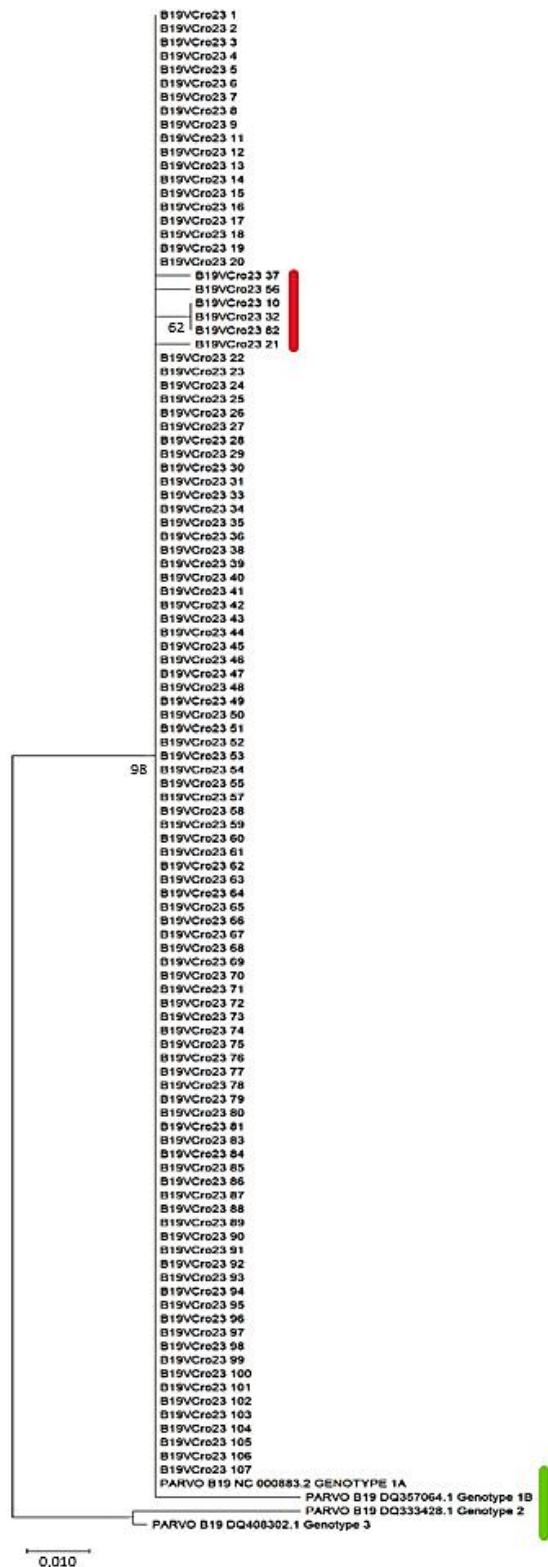 B19VCro23 1
B19VCro23 2
B19VCro23 3
B19VCro23 4
B19VCro23 5
B19VCro23 6
B19VCro23 7
B19VCro23 8
B19VCro23 9
B19VCro23 11
B19VCro23 12
B19VCro23 13
B19VCro23 14
B19VCro23 15
B19VCro23 16
B19VCro23 17
B19VCro23 18
B19VCro23 19
B19VCro23 20
B19VCro23 37
B19VCro23 56
B19VCro23 10
B19VCro23 32
62 B19VCro23 82
B19VCro23 21
B19VCro23 22
B19VCro23 23
B19VCro23 24
B19VCro23 25
B19VCro23 26
B19VCro23 27
B19VCro23 28
B19VCro23 29
B19VCro23 30
B19VCro23 31
B19VCro23 33
B19VCro23 34
B19VCro23 35
B19VCro23 36
B19VCro23 38
B19VCro23 39
B19VCro23 40
B19VCro23 41
B19VCro23 42
B19VCro23 43
B19VCro23 44
B19VCro23 45
B19VCro23 46
B19VCro23 47
B19VCro23 48
B19VCro23 49
B19VCro23 50
B19VCro23 51
B19VCro23 52
B19VCro23 53
98 B19VCro23 54
B19VCro23 55
B19VCro23 57
B19VCro23 58
B19VCro23 59
B19VCro23 60
B19VCro23 61
B19VCro23 62
B19VCro23 63
B19VCro23 64
B19VCro23 65
B19VCro23 66
B19VCro23 67
B19VCro23 68
B19VCro23 69
B19VCro23 70
B19VCro23 71
B19VCro23 72
B19VCro23 73
B19VCro23 74
B19VCro23 75
B19VCro23 76
B19VCro23 77
B19VCro23 78
B19VCro23 79
B19VCro23 80
B19VCro23 81
B19VCro23 83
B19VCro23 84
B19VCro23 85
B19VCro23 86
B19VCro23 87
B19VCro23 88
B19VCro23 89
B19VCro23 90
B19VCro23 91
B19VCro23 92
B19VCro23 93
B19VCro23 94
B19VCro23 95
B19VCro23 96
B19VCro23 97
B19VCro23 98
B19VCro23 99
B19VCro23 100
B19VCro23 101
B19VCro23 102
B19VCro23 103
B19VCro23 104
B19VCro23 105
B19VCro23 106
B19VCro23 107
PARVO B19 NC 000883.2 GENOTYPE 1A
PARVO B19 DQ357064.1 Genotype 1B
PARVO B19 DQ333428.1 Genotype 2
PARVO B19 DQ408302.1 Genotype 3
0.010